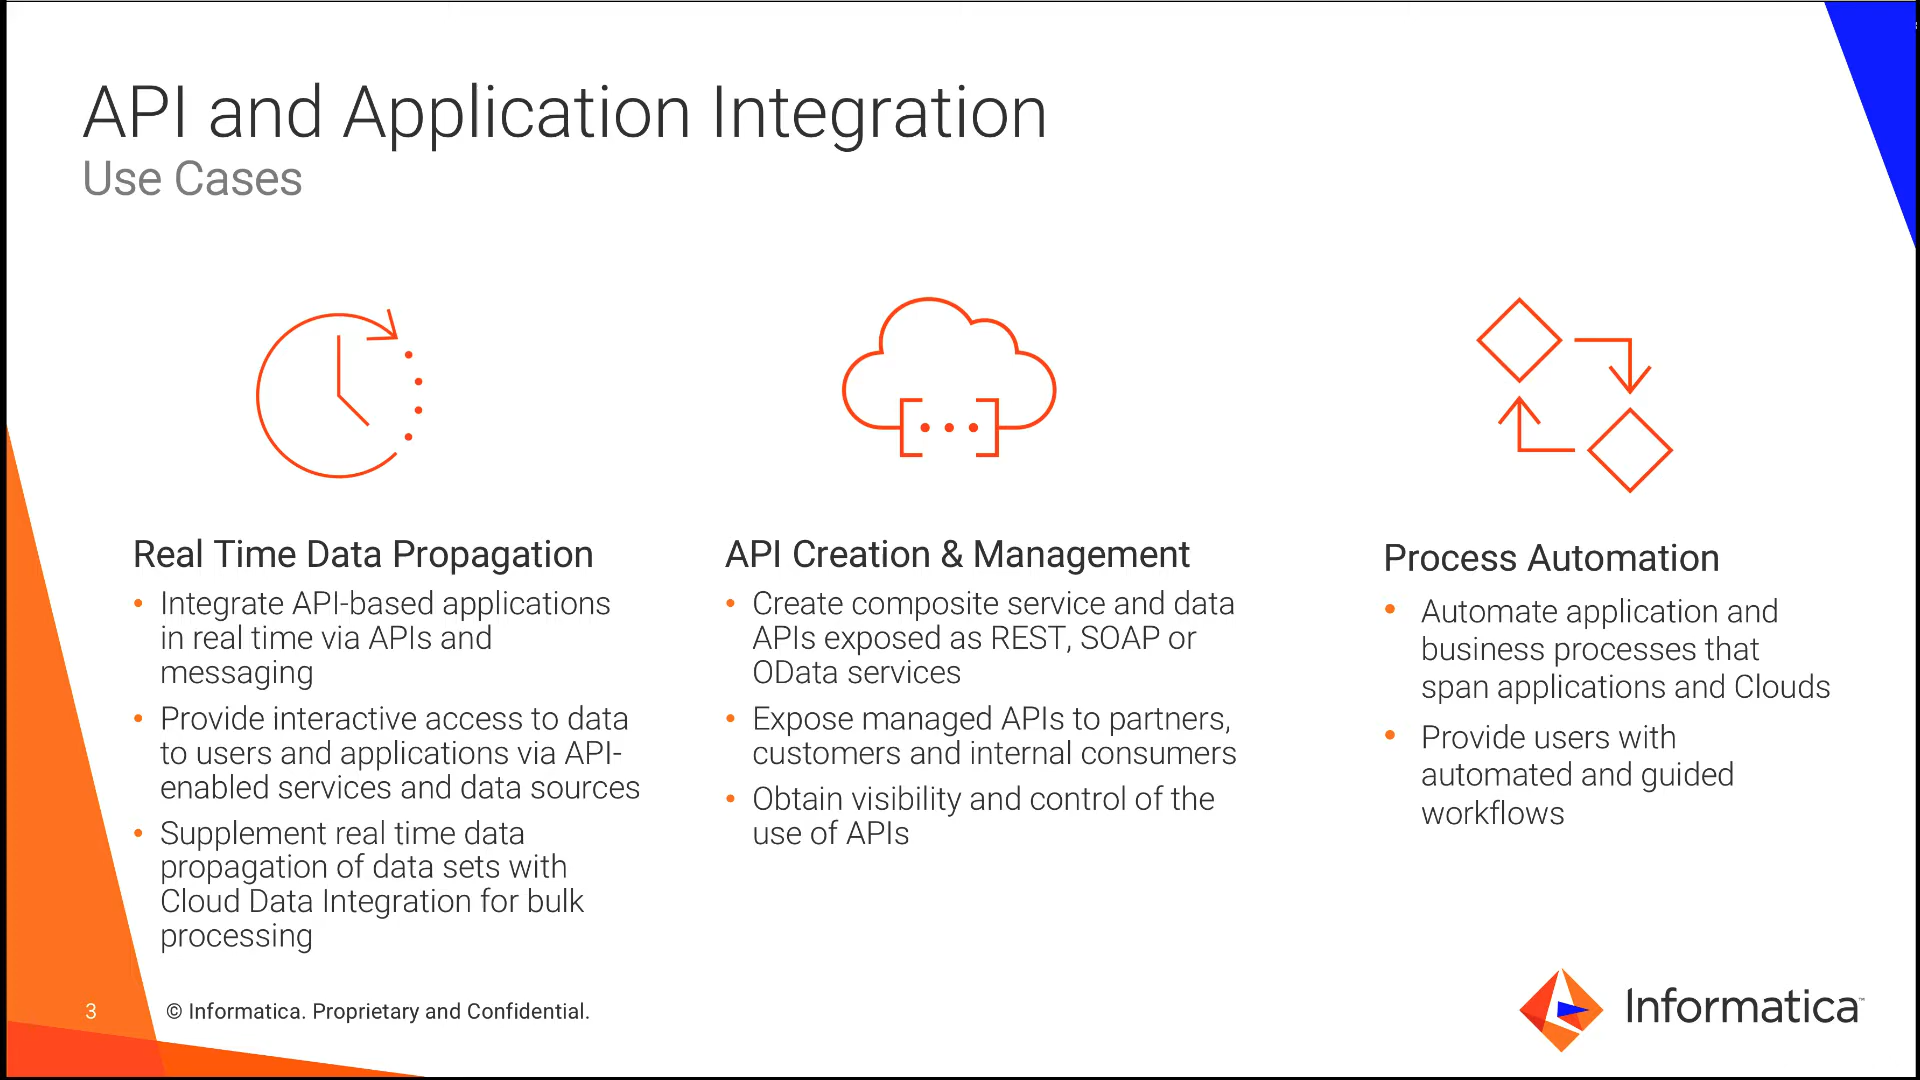 API and Application Integration
Use Cases
Real Time Data Propagation
• Integrate API-based applications
in real time via APIs and
messaging
• Provide interactive access to data
to users and applications via API-
enabled services and data sources
• Supplement real time data
propagation of data sets with
Cloud Data Integration for bulk
processing
API Creation & Management
• Create composite service and data
APIs exposed as REST, SOAP or
OData services
• Expose managed APIs to partners,
customers and internal consumers
• Obtain visibility and control of the
use of APIs
Process Automation
• Automate application and
business processes that
span applications and Clouds
• Provide users with
automated and guided
workflows
3
© Informatica. Proprietary and Confidential.
Informatica™